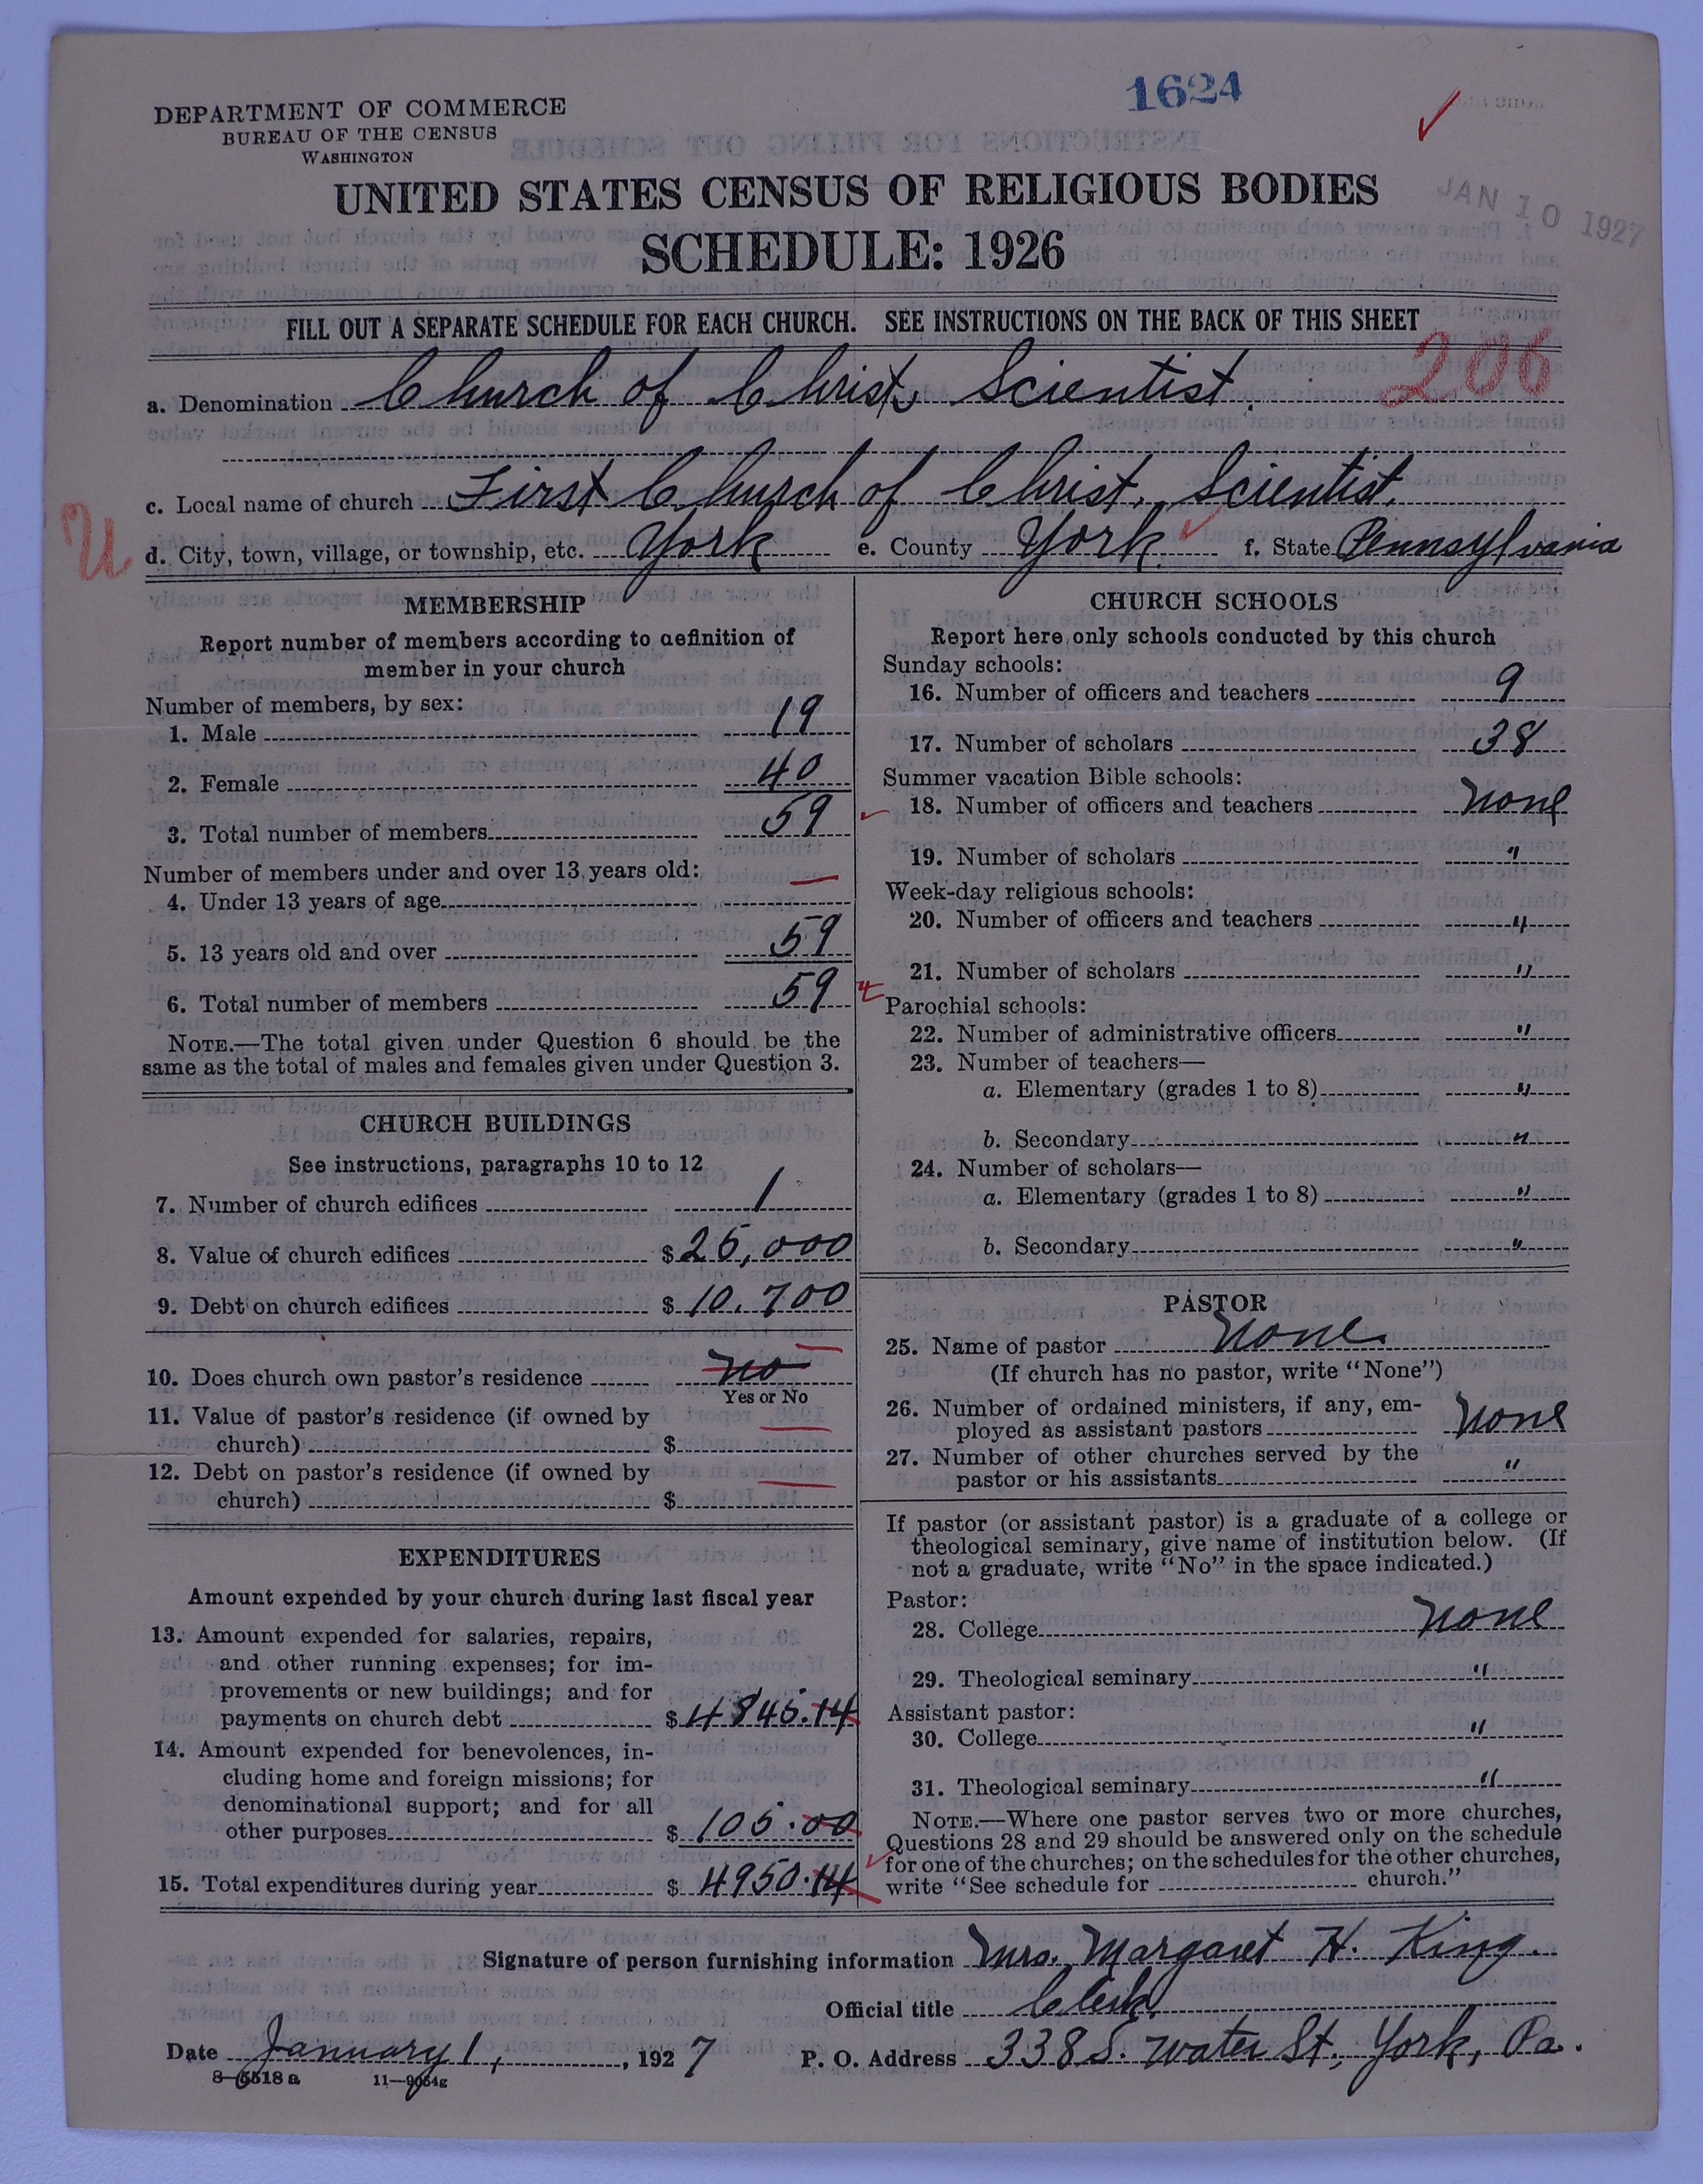 1624
DEPARTMENT OF COMMERCE
BUREAU OF THE CENSUS
WASHINGTON
UNITED STATES CENSUS OF RELIGIOUS BODIES
JAN 10 1927
SCHEDULE: 1926
FILL OUT A SEPARATE SCHEDULE FOR EACH CHURCH. SEE INSTRUCTIONS ON THE BACK OF THIS SHEET
206
a. Denomination Church of Christ, Scientist.
c. Local name of church First Church of Christ, Scientist.
U
d. City, town, village, or township, etc. York e. County York. f. State Pennsylvania
MEMBERSHIP
Report number of members according to definition of
member in your church
Number of members, by sex:
1. Male 19
2. Female 40
3. Total number of members 59
Number of members under and over 13 years old:
4. Under 13 years of age —
5. 13 years old and over 59
6. Total number of members 59
NOTE.—The total given under Question 6 should be the
same as the total of males and females given under Question 3.
CHURCH BUILDINGS
See instructions, paragraphs 10 to 12
7. Number of church edifices 1
8. Value of church edifices $25,000
9. Debt on church edifices $10,700
10. Does church own pastor's residence no
Yes or No
11. Value of pastor's residence (if owned by
church) $ —
12. Debt on pastor's residence (if owned by
church) $ —
EXPENDITURES
Amount expended by your church during last fiscal year
13. Amount expended for salaries, repairs,
and other running expenses; for im-
provements or new buildings; and for
payments on church debt $4845.14
14. Amount expended for benevolences, in-
cluding home and foreign missions; for
denominational support; and for all
other purposes $105.00
15. Total expenditures during year $4950.14
CHURCH SCHOOLS
Report here only schools conducted by this church
Sunday schools:
16. Number of officers and teachers 9
17. Number of scholars 38
Summer vacation Bible schools:
18. Number of officers and teachers none
19. Number of scholars "
Week-day religious schools:
20. Number of officers and teachers "
21. Number of scholars "
Parochial schools:
22. Number of administrative officers "
23. Number of teachers—
a. Elementary (grades 1 to 8) "
b. Secondary "
24. Number of scholars—
a. Elementary (grades 1 to 8) "
b. Secondary "
PASTOR
25. Name of pastor none
(If church has no pastor, write "None")
26. Number of ordained ministers, if any, em-
ployed as assistant pastors none
27. Number of other churches served by the
pastor or his assistants "
If pastor (or assistant pastor) is a graduate of a college or
theological seminary, give name of institution below. (If
not a graduate, write "No" in the space indicated.)
Pastor:
28. College none
29. Theological seminary "
Assistant pastor:
30. College "
31. Theological seminary "
NOTE.—Where one pastor serves two or more churches,
Questions 28 and 29 should be answered only on the schedule
for one of the churches; on the schedules for the other churches,
write "See schedule for church."
Signature of person furnishing information Mrs. Margaret H. King.
Official title Clerk.
Date January 1, 1927 P. O. Address 338 S. Water St., York, Pa.
8—5518 a 11—9054g